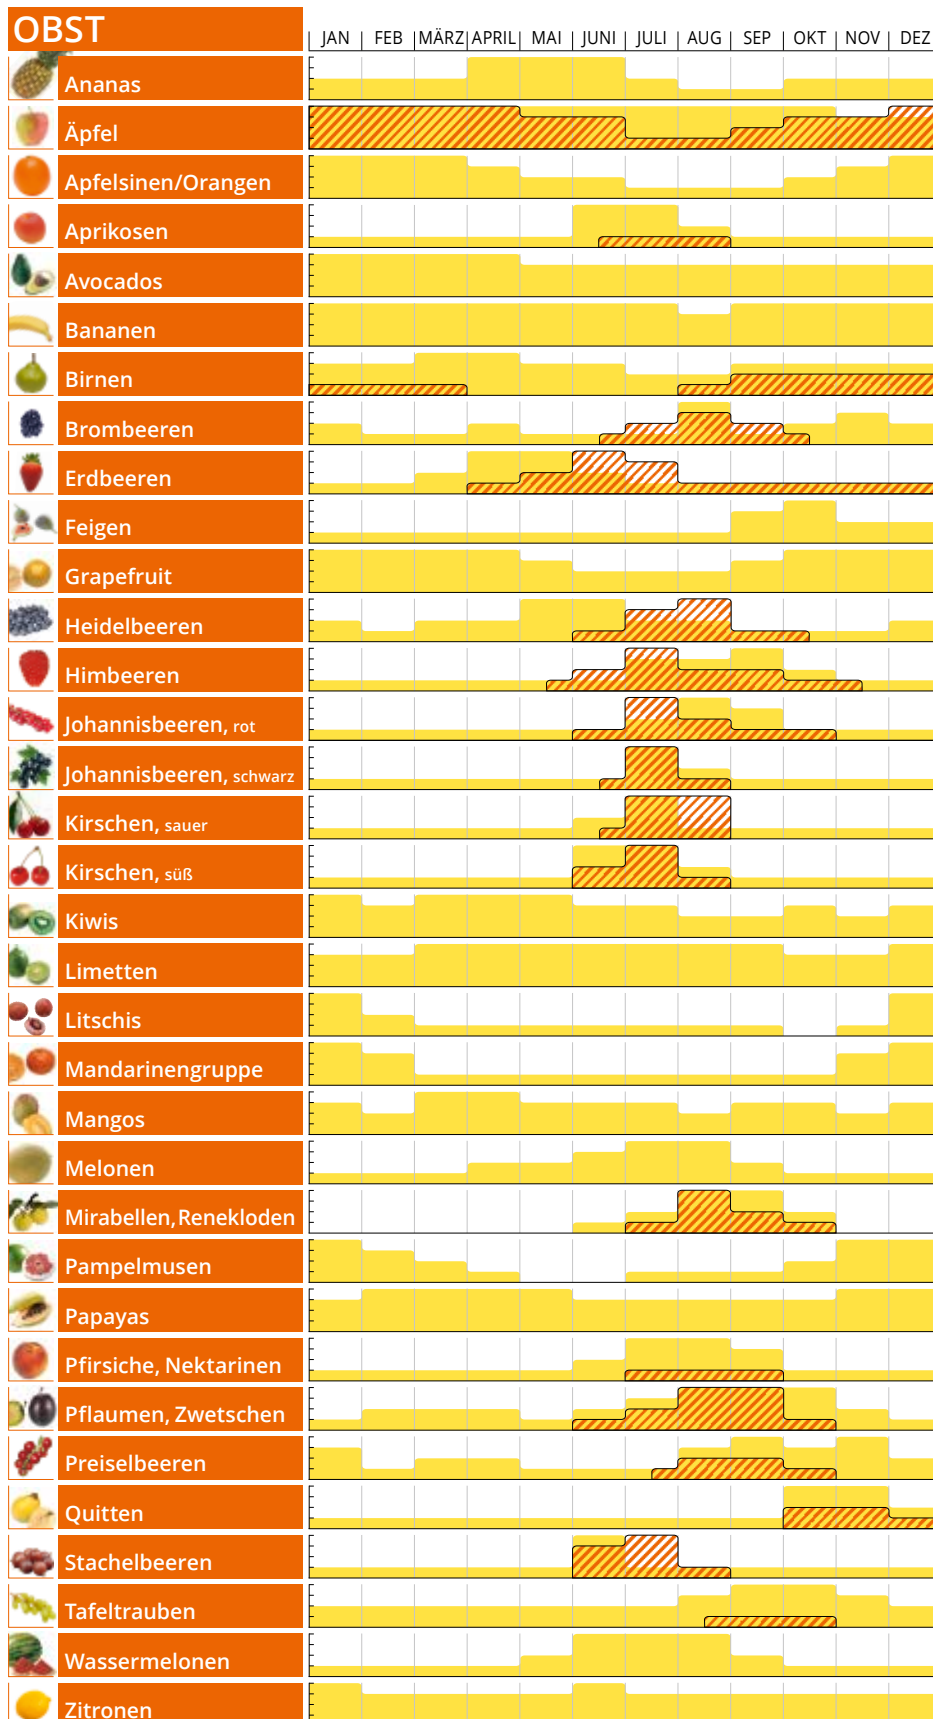 OBST
JAN FEB MÄRZ APRIL MAI JUNI JULI AUG SEP OKT NOV DEZ
Ananas
Äpfel
Apfelsinen/Orangen
Aprikosen
Avocados
Bananen
Birnen
Brombeeren
Erdbeeren
Feigen
Grapefruit
Heidelbeeren
Himbeeren
Johannisbeeren, rot
Johannisbeeren, schwarz
Kirschen, sauer
Kirschen, süß
Kiwis
Limetten
Litschis
Mandarinengruppe
Mangos
Melonen
Mirabellen, Renekloden
Pampelmusen
Papayas
Pfirsiche, Nektarinen
Pflaumen, Zwetschen
Preiselbeeren
Quitten
Stachelbeeren
Tafeltrauben
Wassermelonen
Zitronen